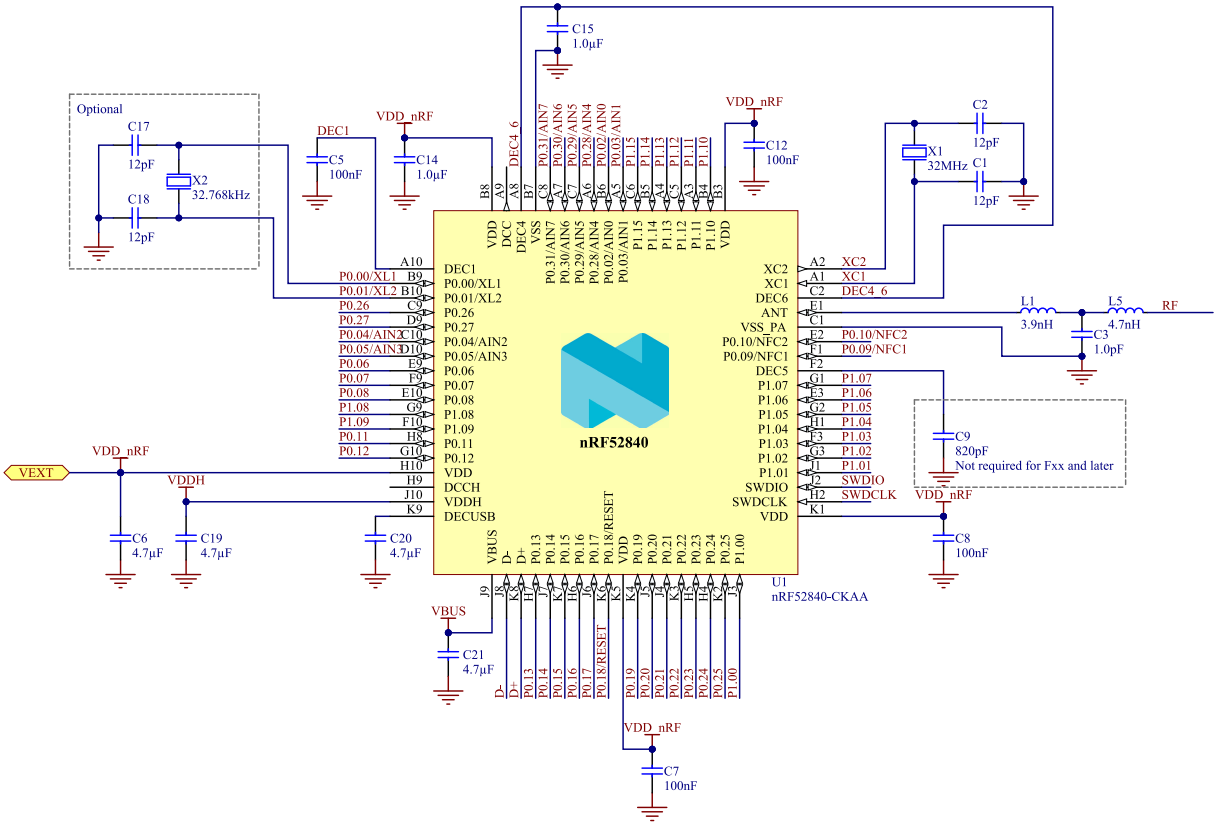 C15
1.0µF
Optional
C17
12pF
X2
32.768kHz
C18
12pF
DEC1
C5
100nF
VDD_nRF
C14
1.0µF
DEC4_6
P0.31/AIN7
P0.30/AIN6
P0.29/AIN5
P0.28/AIN4
P0.02/AIN0
P0.03/AIN1
P1.15
P1.14
P1.13
P1.12
P1.11
P1.10
VDD_nRF
C12
100nF
C2
12pF
X1
32MHz
C1
12pF
B8
A9
A8
B7
C8
A7
C7
A6
B6
A5
C6
B5
A4
C5
A3
B4
B3
VDD
DCC
DEC4
VSS
P0.31/AIN7
P0.30/AIN6
P0.29/AIN5
P0.28/AIN4
P0.02/AIN0
P0.03/AIN1
P1.15
P1.14
P1.13
P1.12
P1.11
P1.10
VDD
A10 DEC1
P0.00/XL1 B9 P0.00/XL1
P0.01/XL2 B10 P0.01/XL2
P0.26 C9 P0.26
P0.27 D9 P0.27
P0.04/AIN2 C10 P0.04/AIN2
P0.05/AIN3 D10 P0.05/AIN3
P0.06 E9 P0.06
P0.07 F9 P0.07
P0.08 E10 P0.08
P1.08 G9 P1.08
P1.09 F10 P1.09
P0.11 H8 P0.11
P0.12 G10 P0.12
H10 VDD
H9 DCCH
J10 VDDH
K9 DECUSB
XC2 A2 XC2
XC1 A1 XC1
DEC6 C2 DEC4_6
ANT E1
VSS_PA C1
P0.10/NFC2 E2 P0.10/NFC2
P0.09/NFC1 F1 P0.09/NFC1
DEC5 F2
P1.07 G1 P1.07
P1.06 E3 P1.06
P1.05 G2 P1.05
P1.04 H1 P1.04
P1.03 F3 P1.03
P1.02 G3 P1.02
P1.01 J1 P1.01
SWDIO J2 SWDIO
SWDCLK H2 SWDCLK
VDD K1
nRF52840
L1
3.9nH
L5
4.7nH
RF
C3
1.0pF
C9
820pF
Not required for Fxx and later
VDD_nRF
C8
100nF
VEXT
VDD_nRF
VDDH
C6
4.7µF
C19
4.7µF
C20
4.7µF
VBUS
D-
D+
P0.13
P0.14
P0.15
P0.16
P0.17
P0.18/RESET
VDD
P0.19
P0.20
P0.21
P0.22
P0.23
P0.24
P0.25
P1.00
U1
nRF52840-CKAA
J9
J8
K8
H7
J7
K7
H6
J6
K6
K5
K4
J5
J4
K3
H5
H4
K2
J3
VBUS
C21
4.7µF
D-
D+
P0.13
P0.14
P0.15
P0.16
P0.17
P0.18/RESET
P0.19
P0.20
P0.21
P0.22
P0.23
P0.24
P0.25
P1.00
VDD_nRF
C7
100nF